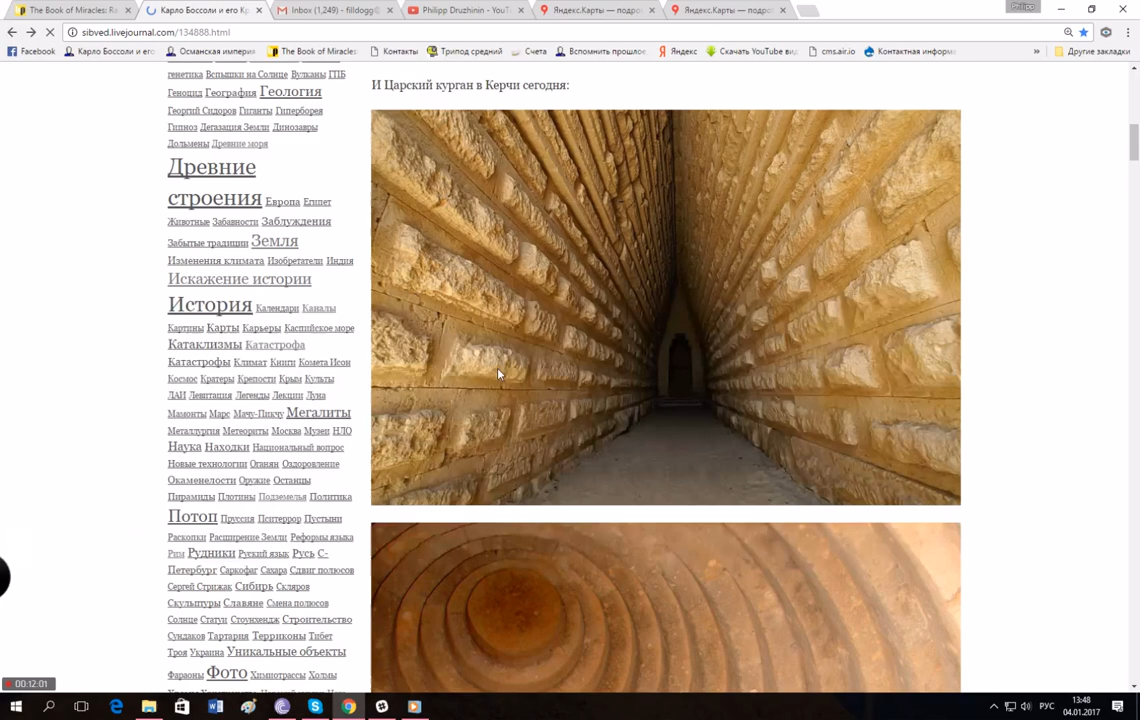 The Book of Miracles: Rл
Карло Боссоли и его Кр
Inbox (1,249) - filldogg@
Philipp Druzhinin - YouT
Яндекс.Карты — подро
Яндекс.Карты — подро
Philipp
sibved.livejournal.com/134888.html
Facebook
Карло Боссоли и его
Османская империя
The Book of Miracles:
Контакты
Трипод средний
Счета
Вспомнить прошлое
Яндекс
Скачать YouTube ви
cms.air.io
Контактная информ
Другие закладки
генетика Вспышки на Солнце Вулканы ГПБ
Геноцид География Геология
Георгий Сидоров Гиганты Гиперборея
Гипноз Дегазация Земли Динозавры
Дольмены Древние моря
Древние
строения Европа Египет
Животные Забавности Заблуждения
Забытые традиции Земля
Изменения климата Изобретатели Индия
Искажение истории
История Календари Каналы
Картины Карты Карьеры Каспийское море
Катаклизмы Катастрофа
Катастрофы Климат Книги Комета Исон
Космос Кратеры Крепости Крым Культы
ЛАИ Левитация Легенды Лекции Луна
Мамонты Марс Мачу-Пикчу Мегалиты
Металлургия Метеориты Москва Музеи НЛО
Наука Находки Национальный вопрос
Новые технологии Оганян Оздоровление
Окаменелости Оружие Останцы
Пирамиды Плотины Подземелья Политика
Потоп Пруссия Пситеррор Пустыни
Раскопки Расширение Земли Реформы языка
Рим Рудники Руский язык Русь С-
Петербург Саркофаг Сахара Сдвиг полюсов
Сергей Стрижак Сибирь Скляров
Скульптуры Славяне Смена полюсов
Солнце Статуи Стоунхендж Строительство
Сундаков Тартария Терриконы Тибет
Троя Украина Уникальные объекты
Фараоны Фото Химтрассы Холмы
И Царский курган в Керчи сегодня:
00:12:01
РУС
13:48
04.01.2017